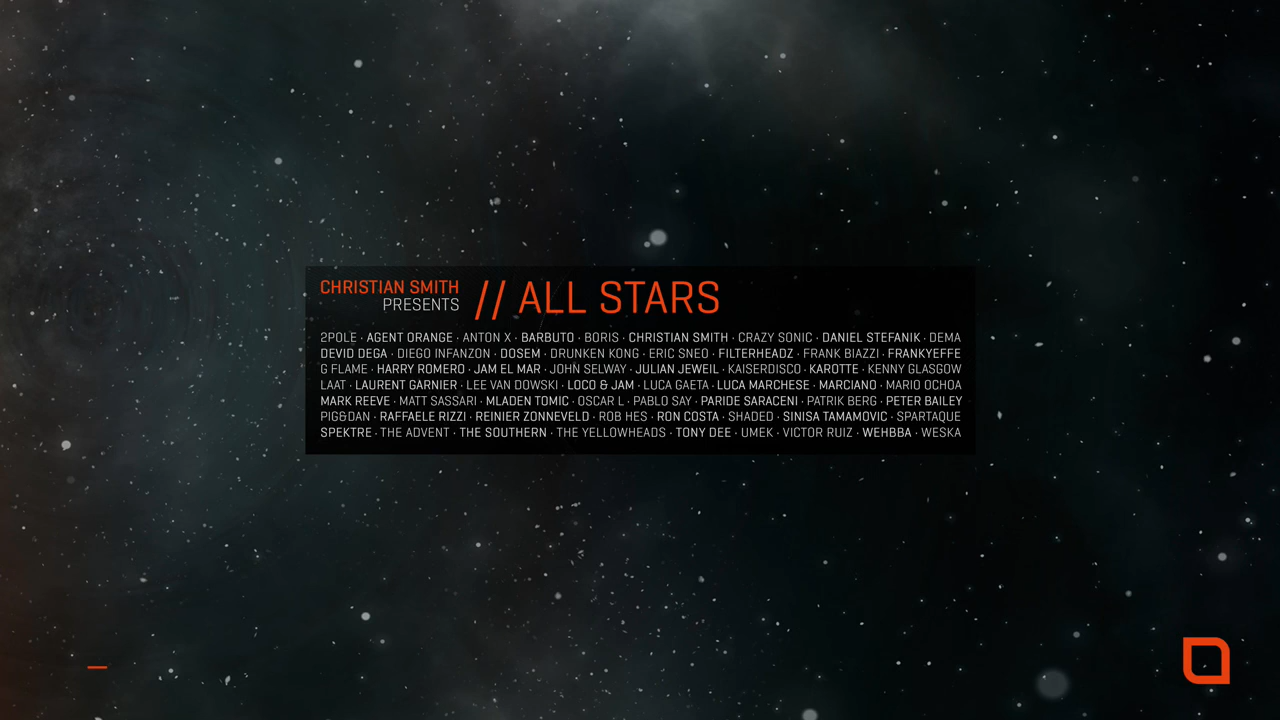 CHRISTIAN SMITH
PRESENTS
// ALL STARS
2POLE · AGENT ORANGE · ANTON X · BARBUTO · BORIS · CHRISTIAN SMITH · CRAZY SONIC · DANIEL STEFANIK · DEMA
DEVID DEGA · DIEGO INFANZON · DOSEM · DRUNKEN KONG · ERIC SNEO · FILTERHEADZ · FRANK BIAZZI · FRANKYEFFE
G FLAME · HARRY ROMERO · JAM EL MAR · JOHN SELWAY · JULIAN JEWEIL · KAISERDISCO · KAROTTE · KENNY GLASGOW
LAAT · LAURENT GARNIER · LEE VAN DOWSKI · LOCO & JAM · LUCA GAETA · LUCA MARCHESE · MARCIANO · MARIO OCHOA
MARK REEVE · MATT SASSARI · MLADEN TOMIC · OSCAR L · PABLO SAY · PARIDE SARACENI · PATRIK BERG · PETER BAILEY
PIG&DAN · RAFFAELE RIZZI · REINIER ZONNEVELD · ROB HES · RON COSTA · SHADED · SINISA TAMAMOVIC · SPARTAQUE
SPEKTRE · THE ADVENT · THE SOUTHERN · THE YELLOWHEADS · TONY DEE · UMEK · VICTOR RUIZ · WEHBBA · WESKA